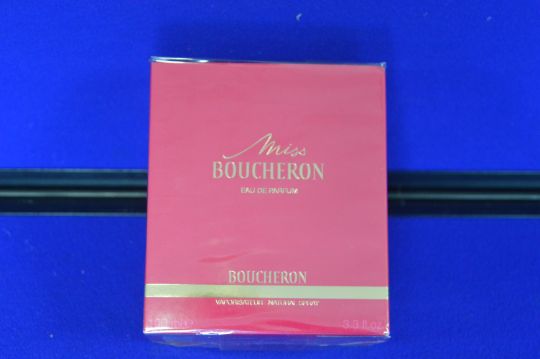 Miss
BOUCHERON
EAU DE PARFUM
BOUCHERON
VAPORISATEUR NATURAL SPRAY
3.3 fl.oz